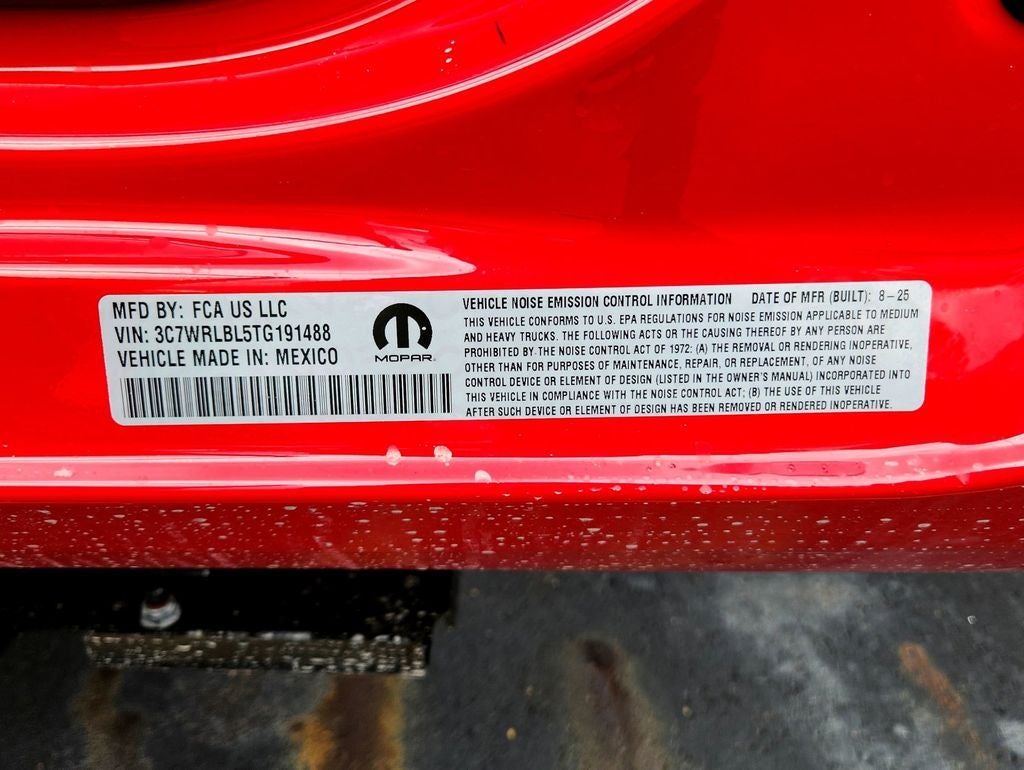 MFD BY: FCA US LLC
VIN: 3C7WRLBL5TG191488
VEHICLE MADE IN: MEXICO
MOPAR
VEHICLE NOISE EMISSION CONTROL INFORMATION DATE OF MFR (BUILT): 8-25
THIS VEHICLE CONFORMS TO U.S. EPA REGULATIONS FOR NOISE EMISSION APPLICABLE TO MEDIUM
AND HEAVY TRUCKS. THE FOLLOWING ACTS OR THE CAUSING THEREOF BY ANY PERSON ARE
PROHIBITED BY THE NOISE CONTROL ACT OF 1972: (A) THE REMOVAL OR RENDERING INOPERATIVE,
OTHER THAN FOR PURPOSES OF MAINTENANCE, REPAIR, OR REPLACEMENT, OF ANY NOISE
CONTROL DEVICE OR ELEMENT OF DESIGN (LISTED IN THE OWNER'S MANUAL) INCORPORATED INTO
THIS VEHICLE IN COMPLIANCE WITH THE NOISE CONTROL ACT; (B) THE USE OF THIS VEHICLE
AFTER SUCH DEVICE OR ELEMENT OF DESIGN HAS BEEN REMOVED OR RENDERED INOPERATIVE.